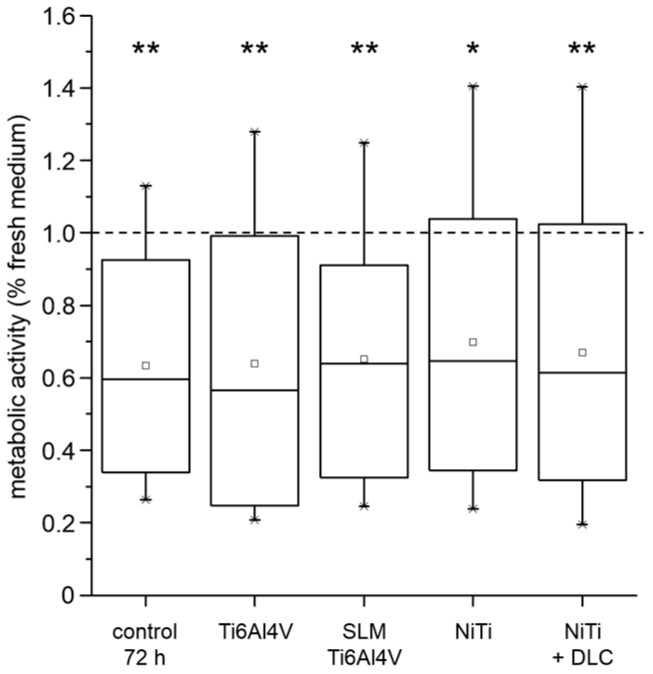 metabolic activity (% fresh medium)
1.6
1.4
1.2
1.0
0.8
0.6
0.4
0.2
0
** ** ** * **
control Ti6Al4V SLM NiTi NiTi
72 h Ti6Al4V + DLC